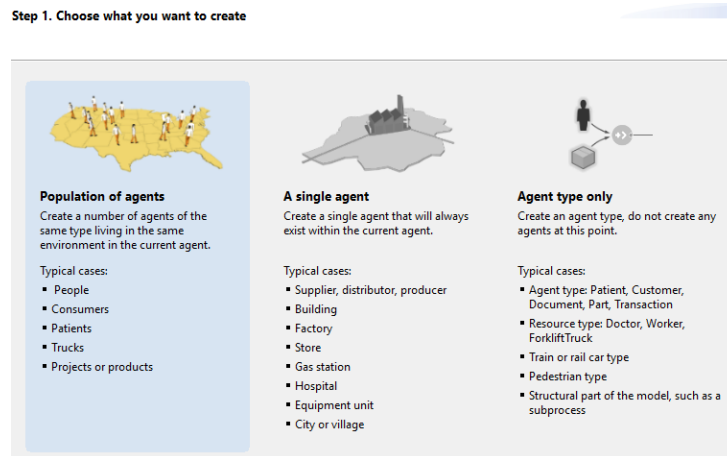 Step 1. Choose what you want to create
Population of agents
Create a number of agents of the
same type living in the same
environment in the current agent.
Typical cases:
▪ People
▪ Consumers
▪ Patients
▪ Trucks
▪ Projects or products
A single agent
Create a single agent that will always
exist within the current agent.
Typical cases:
▪ Supplier, distributor, producer
▪ Building
▪ Factory
▪ Store
▪ Gas station
▪ Hospital
▪ Equipment unit
▪ City or village
Agent type only
Create an agent type, do not create any
agents at this point.
Typical cases:
▪ Agent type: Patient, Customer,
Document, Part, Transaction
▪ Resource type: Doctor, Worker,
ForkliftTruck
▪ Train or rail car type
▪ Pedestrian type
▪ Structural part of the model, such as a
subprocess